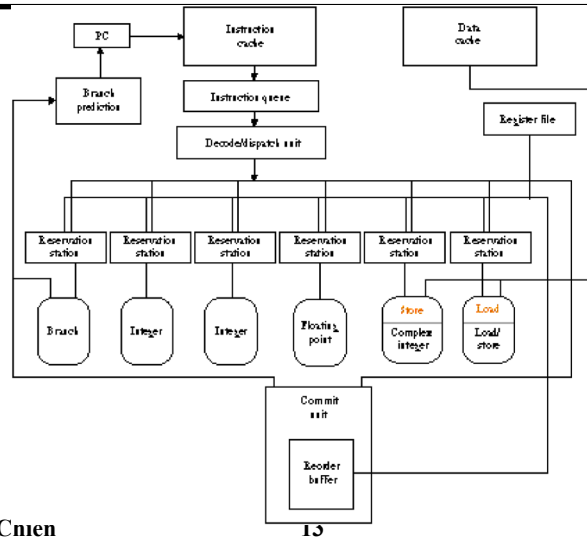 PC
Instruction
cache
Data
cache
Branch
prediction
Instruction queue
Register file
Decode/dispatch unit
Reservation
station
Reservation
station
Reservation
station
Reservation
station
Reservation
station
Reservation
station
Branch
Integer
Integer
Floating
point
Store
Complex
integer
Load
Load/
store
Commit
unit
Reorder
buffer
13